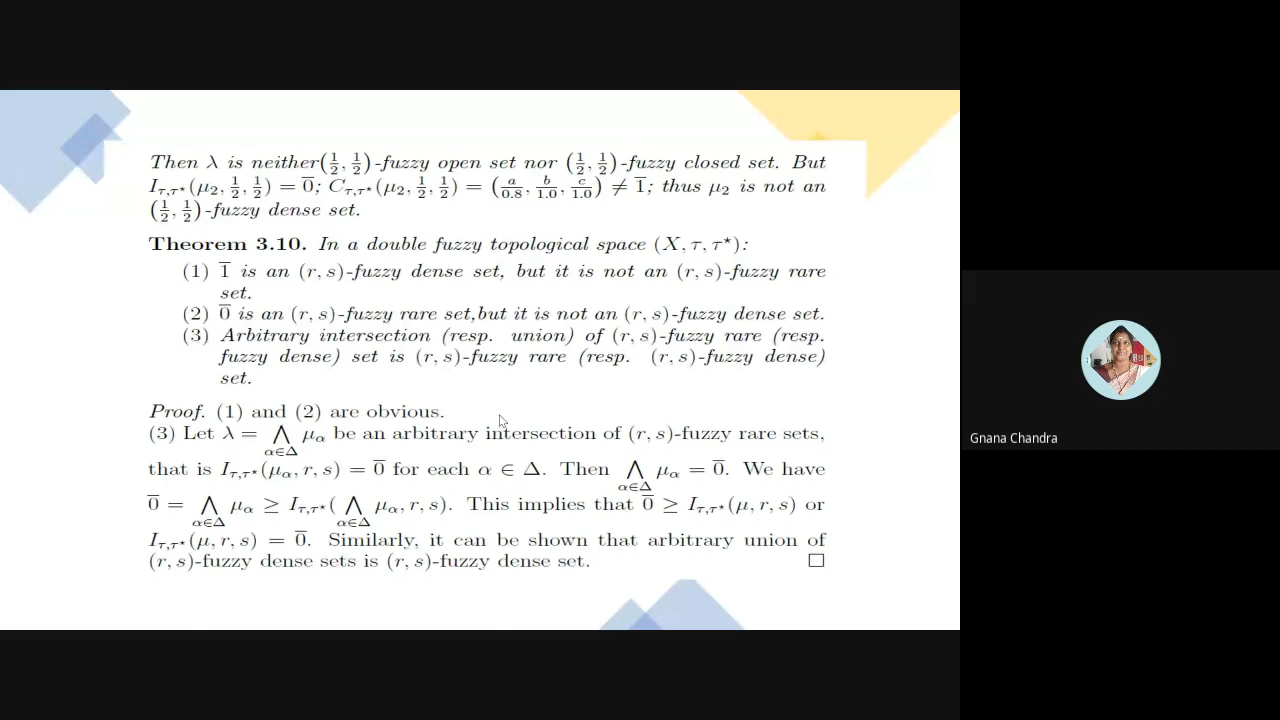 Then λ is neither(1/2, 1/2)-fuzzy open set nor (1/2, 1/2)-fuzzy closed set. But
I_{τ,τ⋆}(μ₂, 1/2, 1/2) = 0̅; C_{τ,τ⋆}(μ₂, 1/2, 1/2) = (a/0.8, b/1.0, c/1.0) ≠ 1̅; thus μ₂ is not an
(1/2, 1/2)-fuzzy dense set.
Theorem 3.10. In a double fuzzy topological space (X, τ, τ⋆):
(1) 1̅ is an (r, s)-fuzzy dense set, but it is not an (r, s)-fuzzy rare
set.
(2) 0̅ is an (r, s)-fuzzy rare set,but it is not an (r, s)-fuzzy dense set.
(3) Arbitrary intersection (resp. union) of (r, s)-fuzzy rare (resp.
fuzzy dense) set is (r, s)-fuzzy rare (resp. (r, s)-fuzzy dense)
set.
Proof. (1) and (2) are obvious.
(3) Let λ = ⋀_{α∈Δ} μ_α be an arbitrary intersection of (r, s)-fuzzy rare sets,
that is I_{τ,τ⋆}(μ_α, r, s) = 0̅ for each α ∈ Δ. Then ⋀_{α∈Δ} μ_α = 0̅. We have
0̅ = ⋀_{α∈Δ} μ_α ≥ I_{τ,τ⋆}( ⋀_{α∈Δ} μ_α, r, s). This implies that 0̅ ≥ I_{τ,τ⋆}(μ, r, s) or
I_{τ,τ⋆}(μ, r, s) = 0̅. Similarly, it can be shown that arbitrary union of
(r, s)-fuzzy dense sets is (r, s)-fuzzy dense set. □
Gnana Chandra